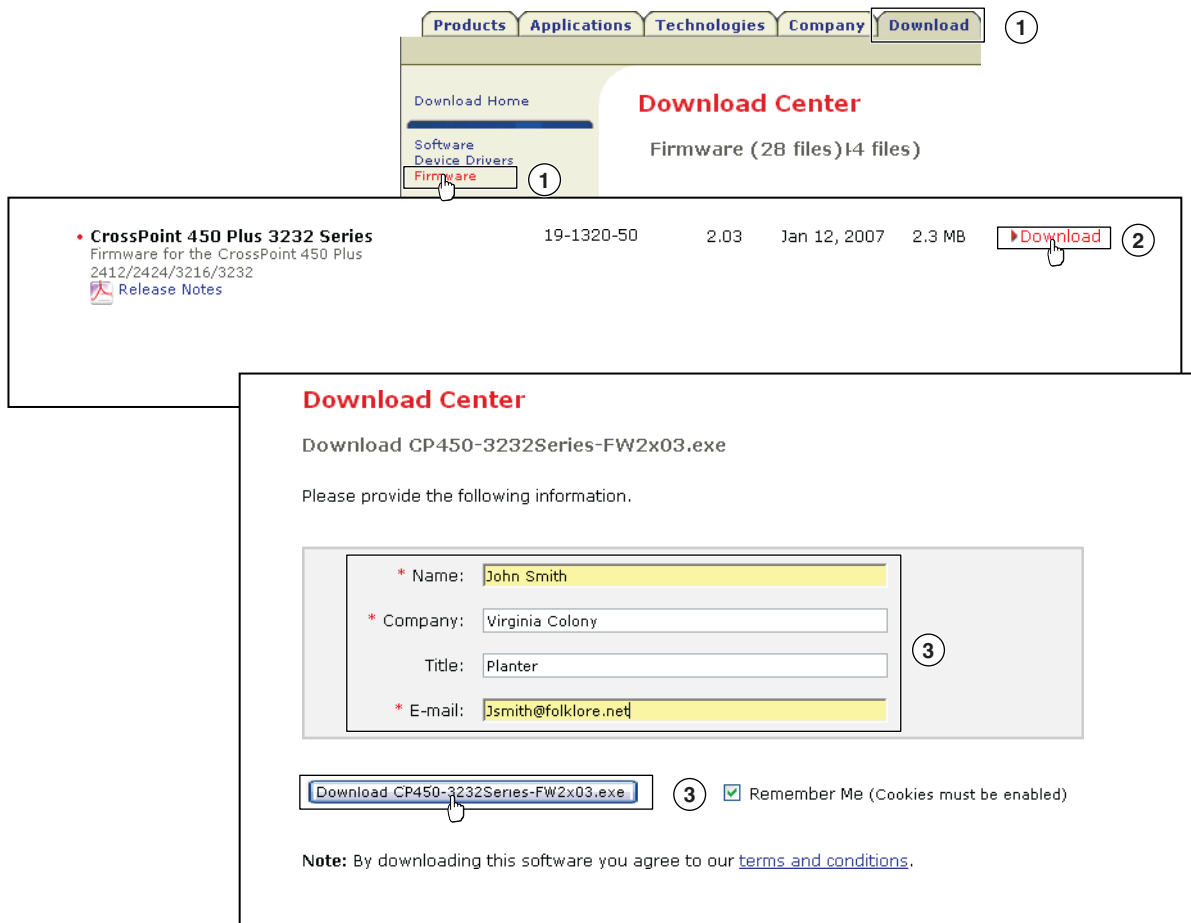 Products Applications Technologies Company Download 1
Download Home
Download Center
Software
Device Drivers
Firmware 1
Firmware (28 files) 4 files)
• CrossPoint 450 Plus 3232 Series 19-1320-50 2.03 Jan 12, 2007 2.3 MB Download 2
Firmware for the CrossPoint 450 Plus
2412/2424/3216/3232
Release Notes
Download Center
Download CP450-3232Series-FW2x03.exe
Please provide the following information.
* Name: John Smith
* Company: Virginia Colony
Title: Planter
* E-mail: Jsmith@folklore.net
3
Download CP450-3232Series-FW2x03.exe 3 Remember Me (Cookies must be enabled)
Note: By downloading this software you agree to our terms and conditions.